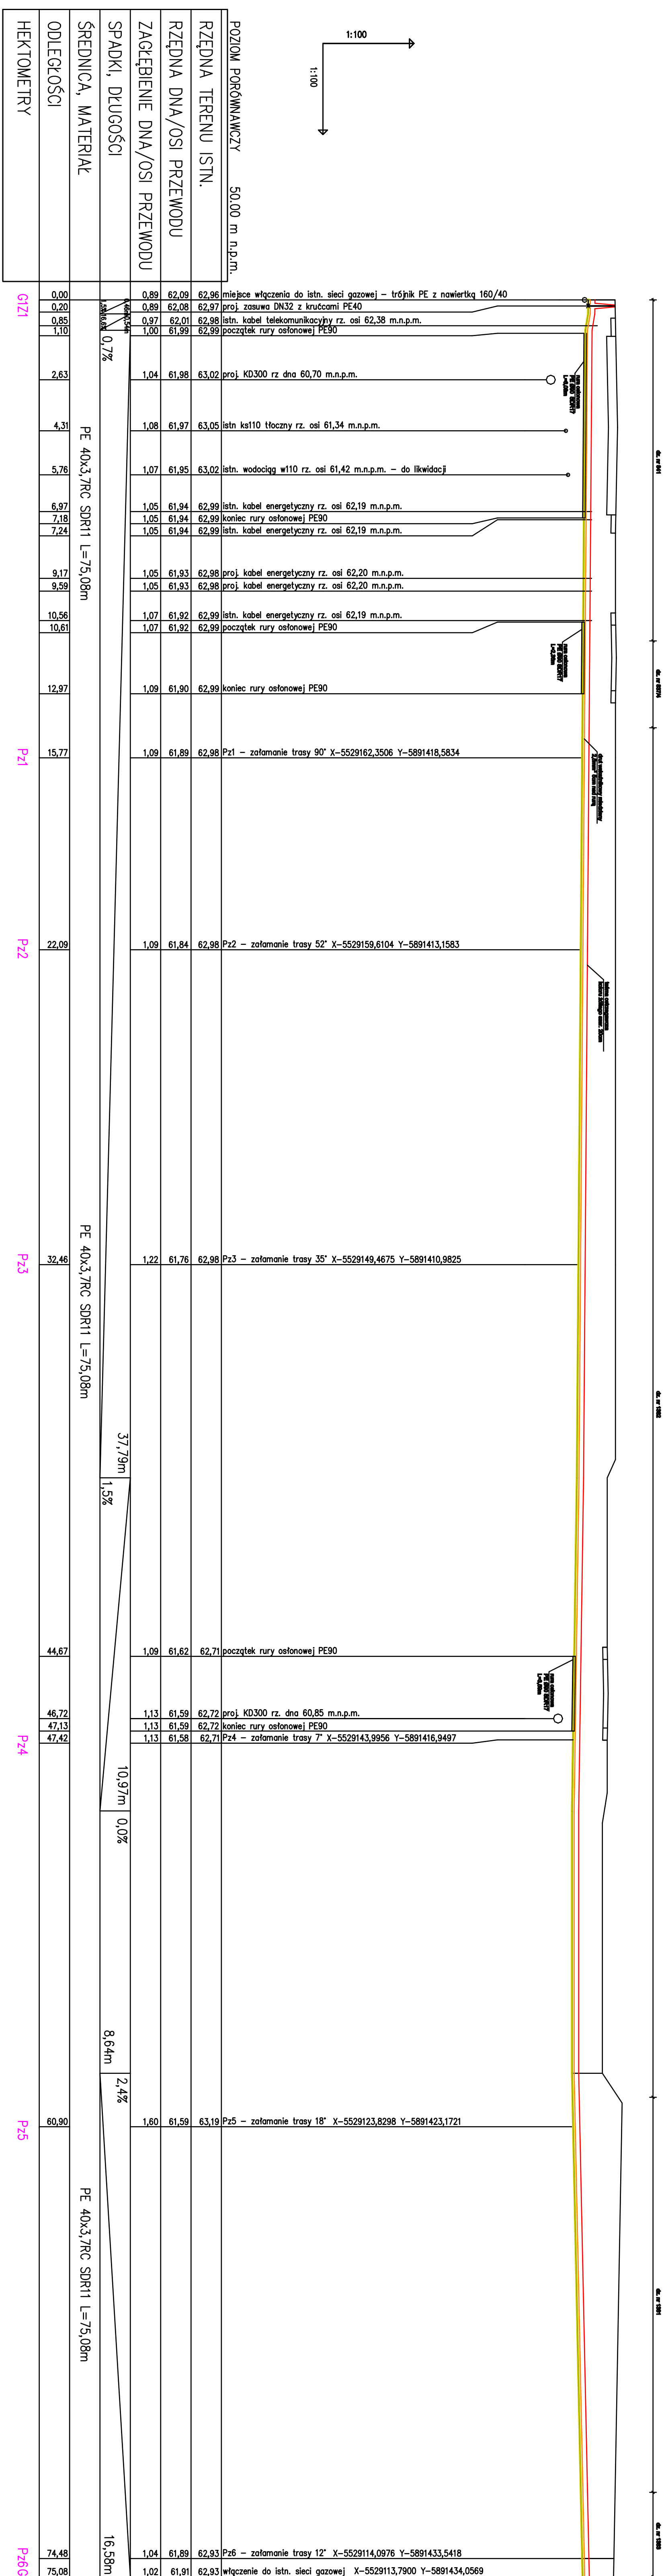 1:100
1:100
POZIOM PORÓWNAWCZY 50.00 m n.p.m.
RZĘDNA TERENU ISTN.
RZĘDNA DNA/OSI PRZEWODU
ZAGŁĘBIENIE DNA/OSI PRZEWODU
SPADKI, DŁUGOŚCI
ŚREDNICA, MATERIAŁ
ODLEGŁOŚCI
HEKTOMETRY
0,00 0,89 62,09 62,96 miejsce włączenia do istn. sieci gazowej – trójnik PE z nawiertką 160/40
0,20 0,89 62,08 62,97 proj. zasuwa DN32 z króćcami PE40
0,85 0,97 62,01 62,98 istn. kabel telekomunikacyjny rz. osi 62,38 m.n.p.m.
1,10 1,00 61,99 62,99 początek rury osłonowej PE90
2,63 1,04 61,98 63,02 proj. KD300 rz dna 60,70 m.n.p.m.
4,31 1,08 61,97 63,05 istn ks110 tłoczny rz. osi 61,34 m.n.p.m.
5,76 1,07 61,95 63,02 istn. wodociąg w110 rz. osi 61,42 m.n.p.m. – do likwidacji
6,97 1,05 61,94 62,99 istn. kabel energetyczny rz. osi 62,19 m.n.p.m.
7,18 1,05 61,94 62,99 koniec rury osłonowej PE90
7,24 1,05 61,94 62,99 istn. kabel energetyczny rz. osi 62,19 m.n.p.m.
9,17 1,05 61,93 62,98 proj. kabel energetyczny rz. osi 62,20 m.n.p.m.
9,59 1,05 61,93 62,98 proj. kabel energetyczny rz. osi 62,20 m.n.p.m.
10,56 1,07 61,92 62,99 istn. kabel energetyczny rz. osi 62,19 m.n.p.m.
10,61 1,07 61,92 62,99 początek rury osłonowej PE90
12,97 1,09 61,90 62,99 koniec rury osłonowej PE90
15,77 1,09 61,89 62,98 Pz1 – załamanie trasy 90° X-5529162,3506 Y-5891418,5834
22,09 1,09 61,84 62,98 Pz2 – załamanie trasy 52° X-5529159,6104 Y-5891413,1583
32,46 1,22 61,76 62,98 Pz3 – załamanie trasy 35° X-5529149,4675 Y-5891410,9825
44,67 1,09 61,62 62,71 początek rury osłonowej PE90
46,72 1,13 61,59 62,72 proj. KD300 rz. dna 60,85 m.n.p.m.
47,13 1,13 61,59 62,72 koniec rury osłonowej PE90
47,42 1,13 61,58 62,71 Pz4 – załamanie trasy 7° X-5529143,9956 Y-5891416,9497
60,90 1,60 61,59 63,19 Pz5 – załamanie trasy 18° X-5529123,8298 Y-5891423,1721
74,48 1,04 61,89 62,93 Pz6 – załamanie trasy 12° X-5529114,0976 Y-5891433,5418
75,08 1,02 61,91 62,93 włączenie do istn. sieci gazowej X-5529113,7900 Y-5891434,0569
0,7%
37,79m
1,5%
10,97m
0,0%
8,64m
2,4%
16,58m
PE 40x3,7RC SDR11 L=75,08m
PE 40x3,7RC SDR11 L=75,08m
PE 40x3,7RC SDR11 L=75,08m
G1Z1
Pz1
Pz2
Pz3
Pz4
Pz5
Pz6G